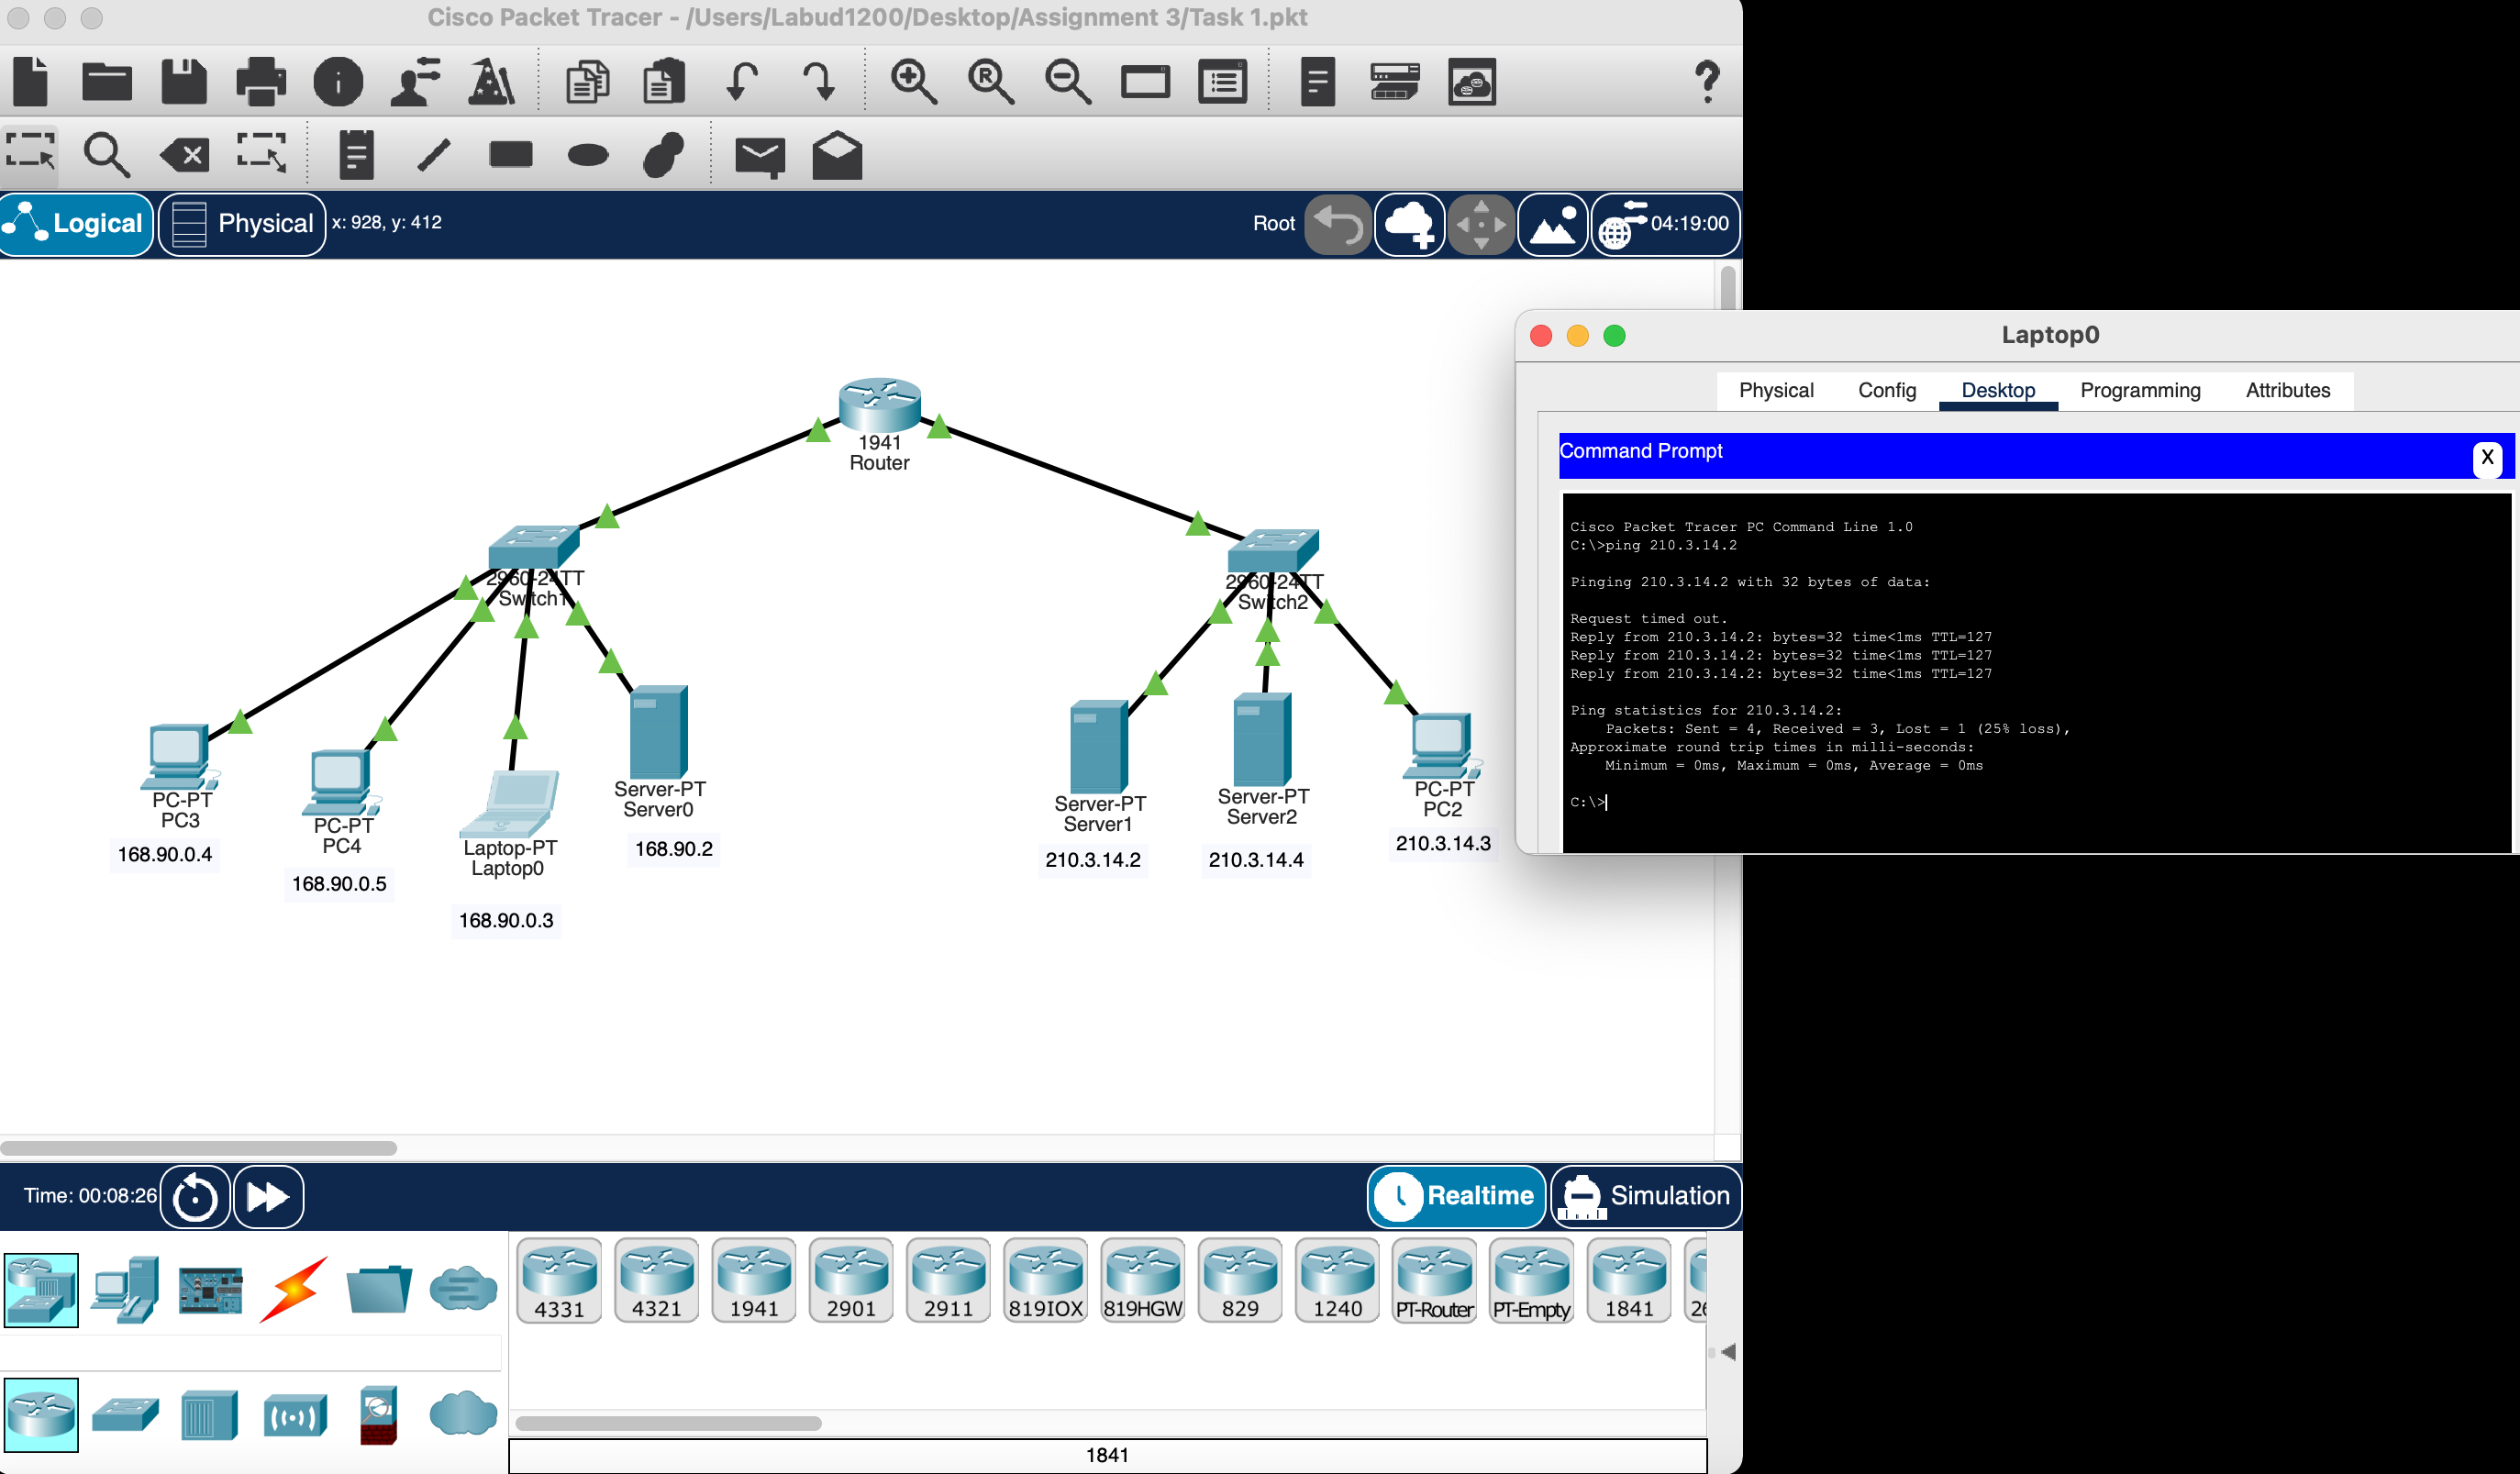 Cisco Packet Tracer - /Users/Labud1200/Desktop/Assignment 3/Task 1.pkt
Logical
Physical
x: 928, y: 412
Root
04:19:00
1941
Router
2960-24TT
Switch1
2960-24TT
Switch2
PC-PT
PC3
168.90.0.4
PC-PT
PC4
168.90.0.5
Laptop-PT
Laptop0
168.90.0.3
Server-PT
Server0
168.90.2
Server-PT
Server1
210.3.14.2
Server-PT
Server2
210.3.14.4
PC-PT
PC2
210.3.14.3
Laptop0
Physical Config Desktop Programming Attributes
Command Prompt
X
Cisco Packet Tracer PC Command Line 1.0
C:\>ping 210.3.14.2
Pinging 210.3.14.2 with 32 bytes of data:
Request timed out.
Reply from 210.3.14.2: bytes=32 time<1ms TTL=127
Reply from 210.3.14.2: bytes=32 time<1ms TTL=127
Reply from 210.3.14.2: bytes=32 time<1ms TTL=127
Ping statistics for 210.3.14.2:
Packets: Sent = 4, Received = 3, Lost = 1 (25% loss),
Approximate round trip times in milli-seconds:
Minimum = 0ms, Maximum = 0ms, Average = 0ms
C:\>
Time: 00:08:26
Realtime
Simulation
4331 4321 1941 2901 2911 819IOX 819HGW 829 1240 PT-Router PT-Empty 1841
1841